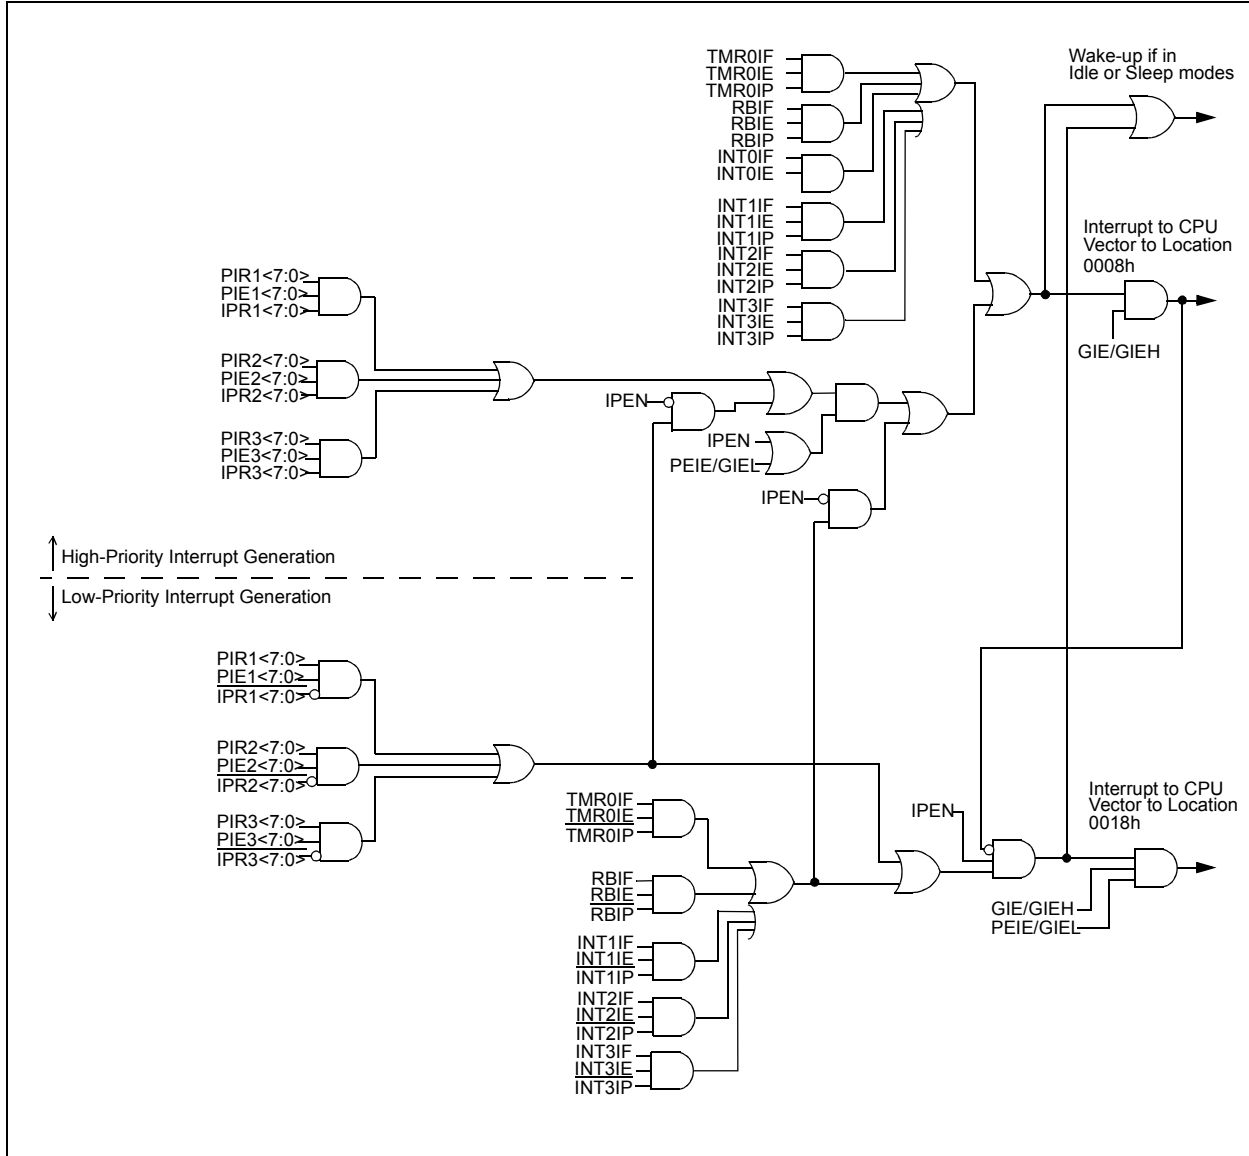 TMR0IF
TMR0IE
TMR0IP
RBIF
RBIE
RBIP
INT0IF
INT0IE
INT1IF
INT1IE
INT1IP
INT2IF
INT2IE
INT2IP
INT3IF
INT3IE
INT3IP
Wake-up if in
Idle or Sleep modes
Interrupt to CPU
Vector to Location
0008h
GIE/GIEH
PIR1<7:0>
PIE1<7:0>
IPR1<7:0>
PIR2<7:0>
PIE2<7:0>
IPR2<7:0>
PIR3<7:0>
PIE3<7:0>
IPR3<7:0>
IPEN
IPEN
PEIE/GIEL
IPEN
High-Priority Interrupt Generation
Low-Priority Interrupt Generation
PIR1<7:0>
PIE1<7:0>
IPR1<7:0>
PIR2<7:0>
PIE2<7:0>
IPR2<7:0>
PIR3<7:0>
PIE3<7:0>
IPR3<7:0>
TMR0IF
TMR0IE
TMR0IP
RBIF
RBIE
RBIP
INT1IF
INT1IE
INT1IP
INT2IF
INT2IE
INT2IP
INT3IF
INT3IE
INT3IP
IPEN
Interrupt to CPU
Vector to Location
0018h
GIE/GIEH
PEIE/GIEL